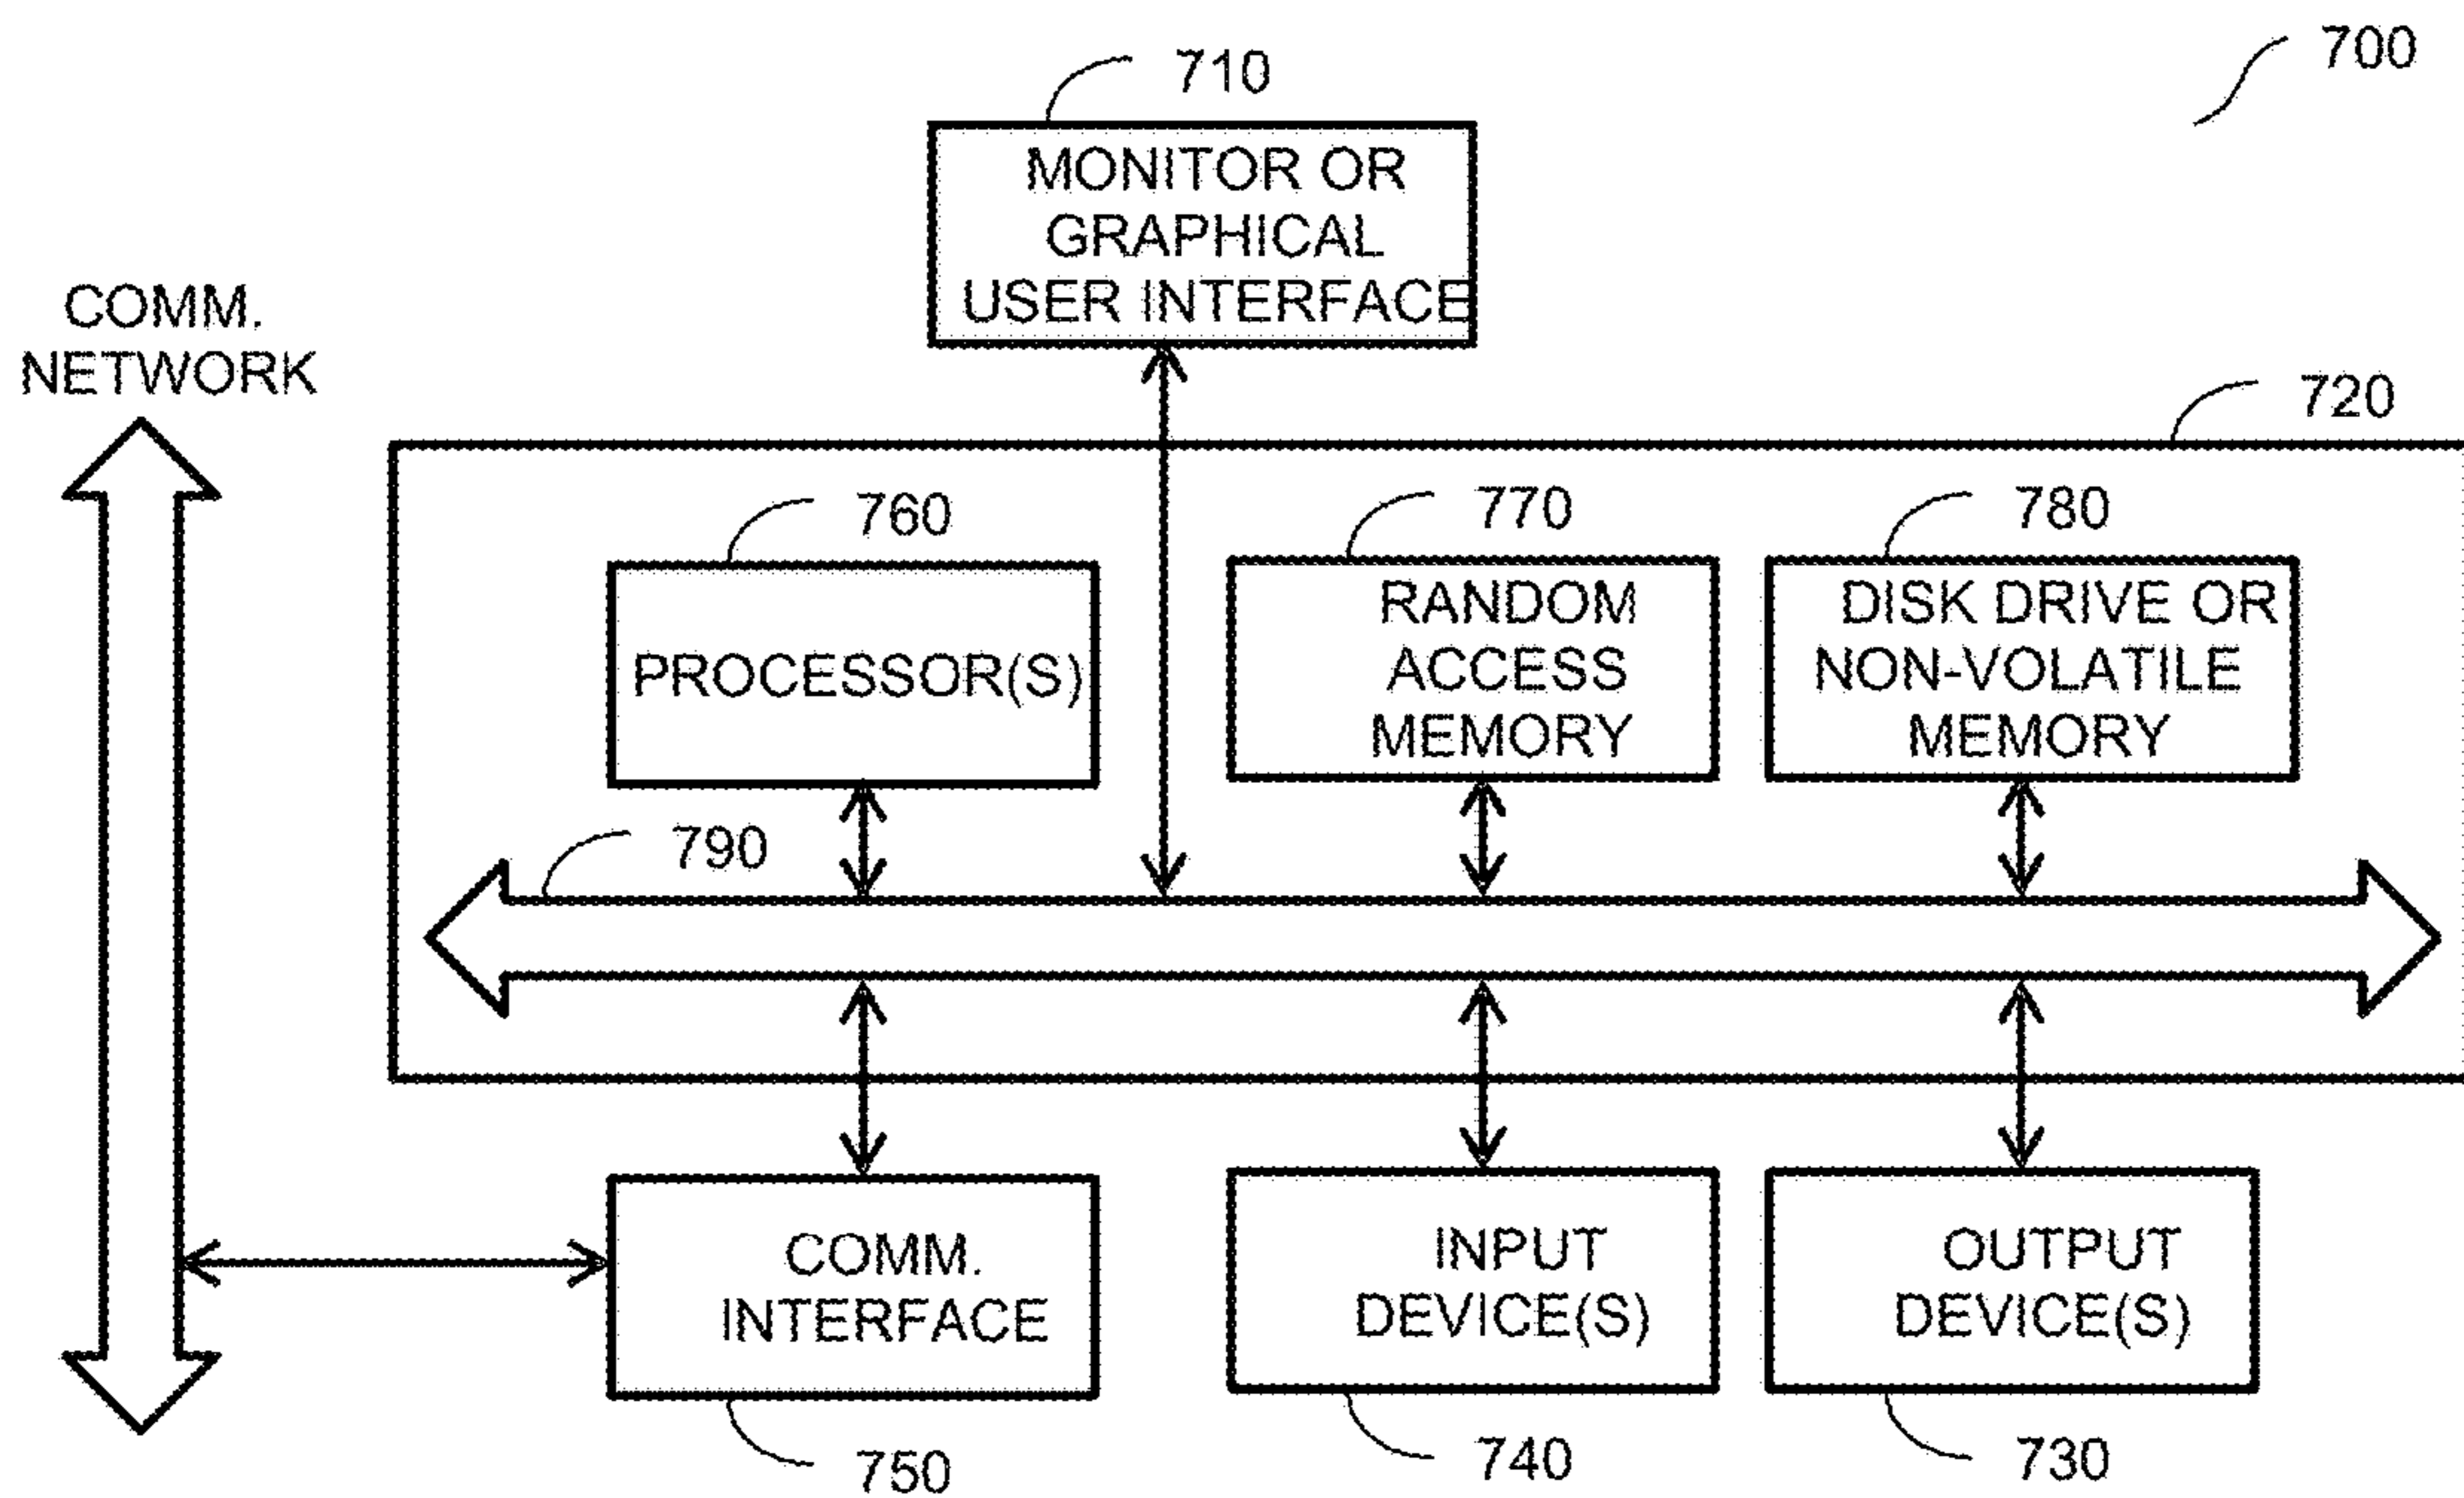 700
710
MONITOR OR
GRAPHICAL
USER INTERFACE
COMM.
NETWORK
720
760
770
780
PROCESSOR(S)
RANDOM
ACCESS
MEMORY
DISK DRIVE OR
NON-VOLATILE
MEMORY
790
COMM.
INTERFACE
INPUT
DEVICE(S)
OUTPUT
DEVICE(S)
750
740
730